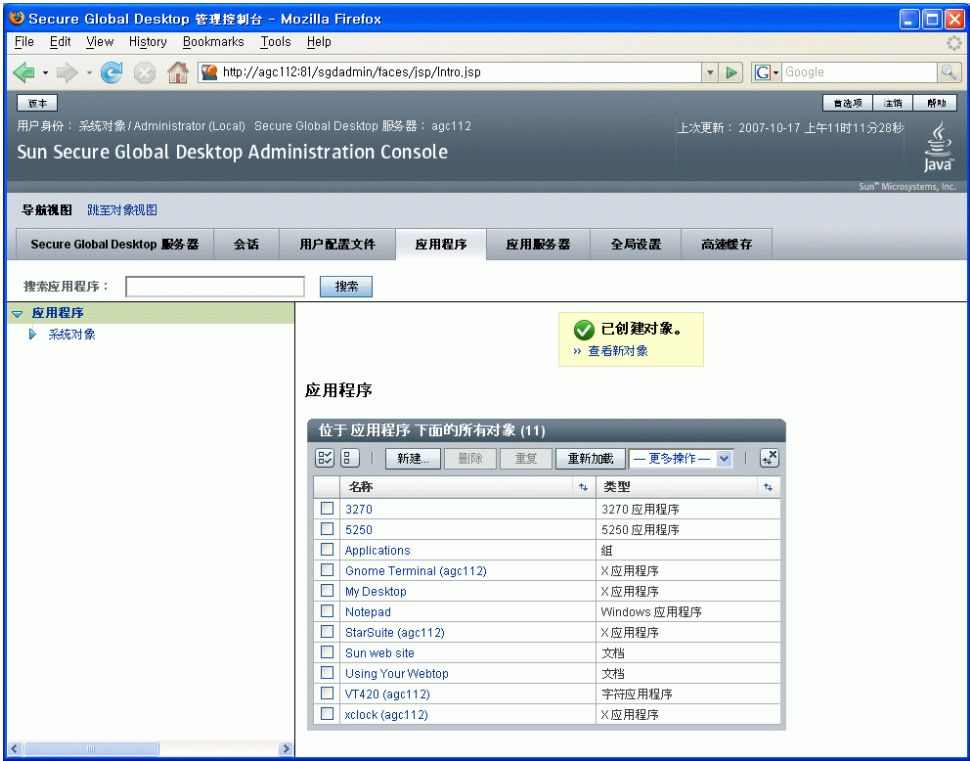 Secure Global Desktop 管理控制台 - Mozilla Firefox
File Edit View History Bookmarks Tools Help
http://agc112:81/sgdadmin/faces/jsp/Intro.jsp G Google
版本 首选项 注销 帮助
用户身份： 系统对象 / Administrator (Local) Secure Global Desktop 服务器： agc112 上次更新： 2007-10-17 上午11时11分28秒
Sun Secure Global Desktop Administration Console
Java™
Sun™ Microsystems, Inc.
导航视图 跳至对象视图
Secure Global Desktop 服务器 会话 用户配置文件 应用程序 应用服务器 全局设置 高速缓存
搜索应用程序： 搜索
应用程序
系统对象
已创建对象。
» 查看新对象
应用程序
位于 应用程序 下面的所有对象 (11)
新建... 删除 重复 重新加载 — 更多操作 —
名称 类型
3270 3270 应用程序
5250 5250 应用程序
Applications 组
Gnome Terminal (agc112) X 应用程序
My Desktop X 应用程序
Notepad Windows 应用程序
StarSuite (agc112) X 应用程序
Sun web site 文档
Using Your Webtop 文档
VT420 (agc112) 字符应用程序
xclock (agc112) X 应用程序